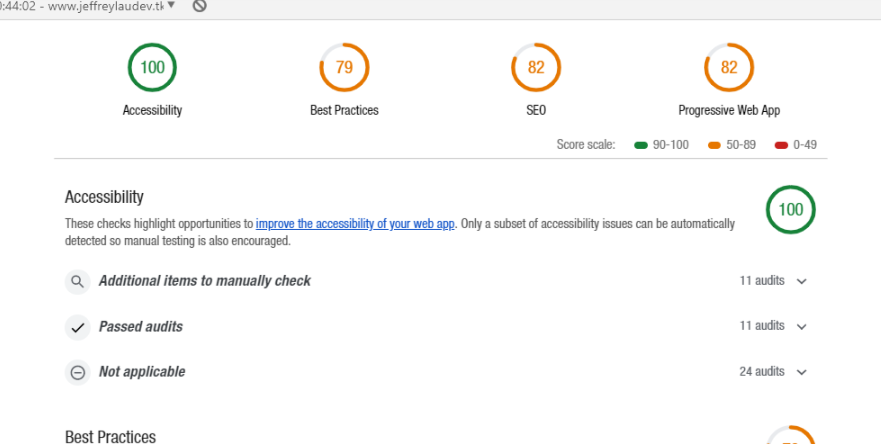 :44:02 - www.jeffreylaudev.tk
100
79
82
82
Accessibility
Best Practices
SEO
Progressive Web App
Score scale: 90-100 50-89 0-49
Accessibility
100
These checks highlight opportunities to improve the accessibility of your web app. Only a subset of accessibility issues can be automatically
detected so manual testing is also encouraged.
Additional items to manually check 11 audits
Passed audits 11 audits
Not applicable 24 audits
Best Practices